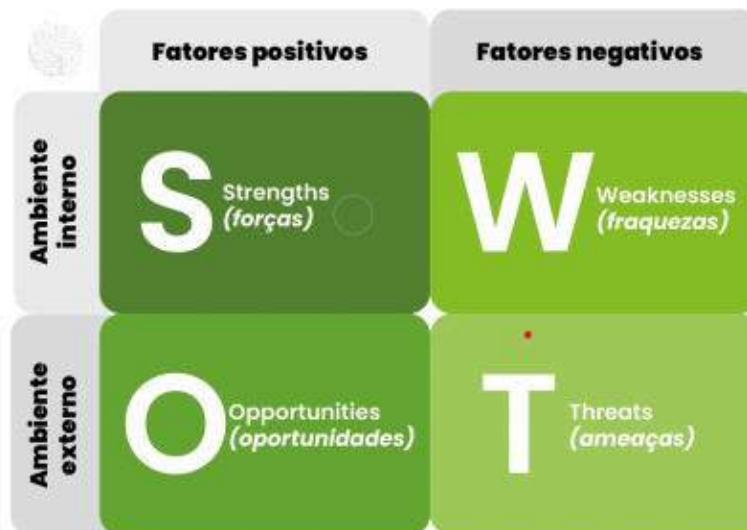 Fatores positivos
Fatores negativos
Ambiente
interno
S
Strengths
(forças)
W
Weaknesses
(fraquezas)
Ambiente
externo
O
Opportunities
(oportunidades)
T
Threats
(ameaças)